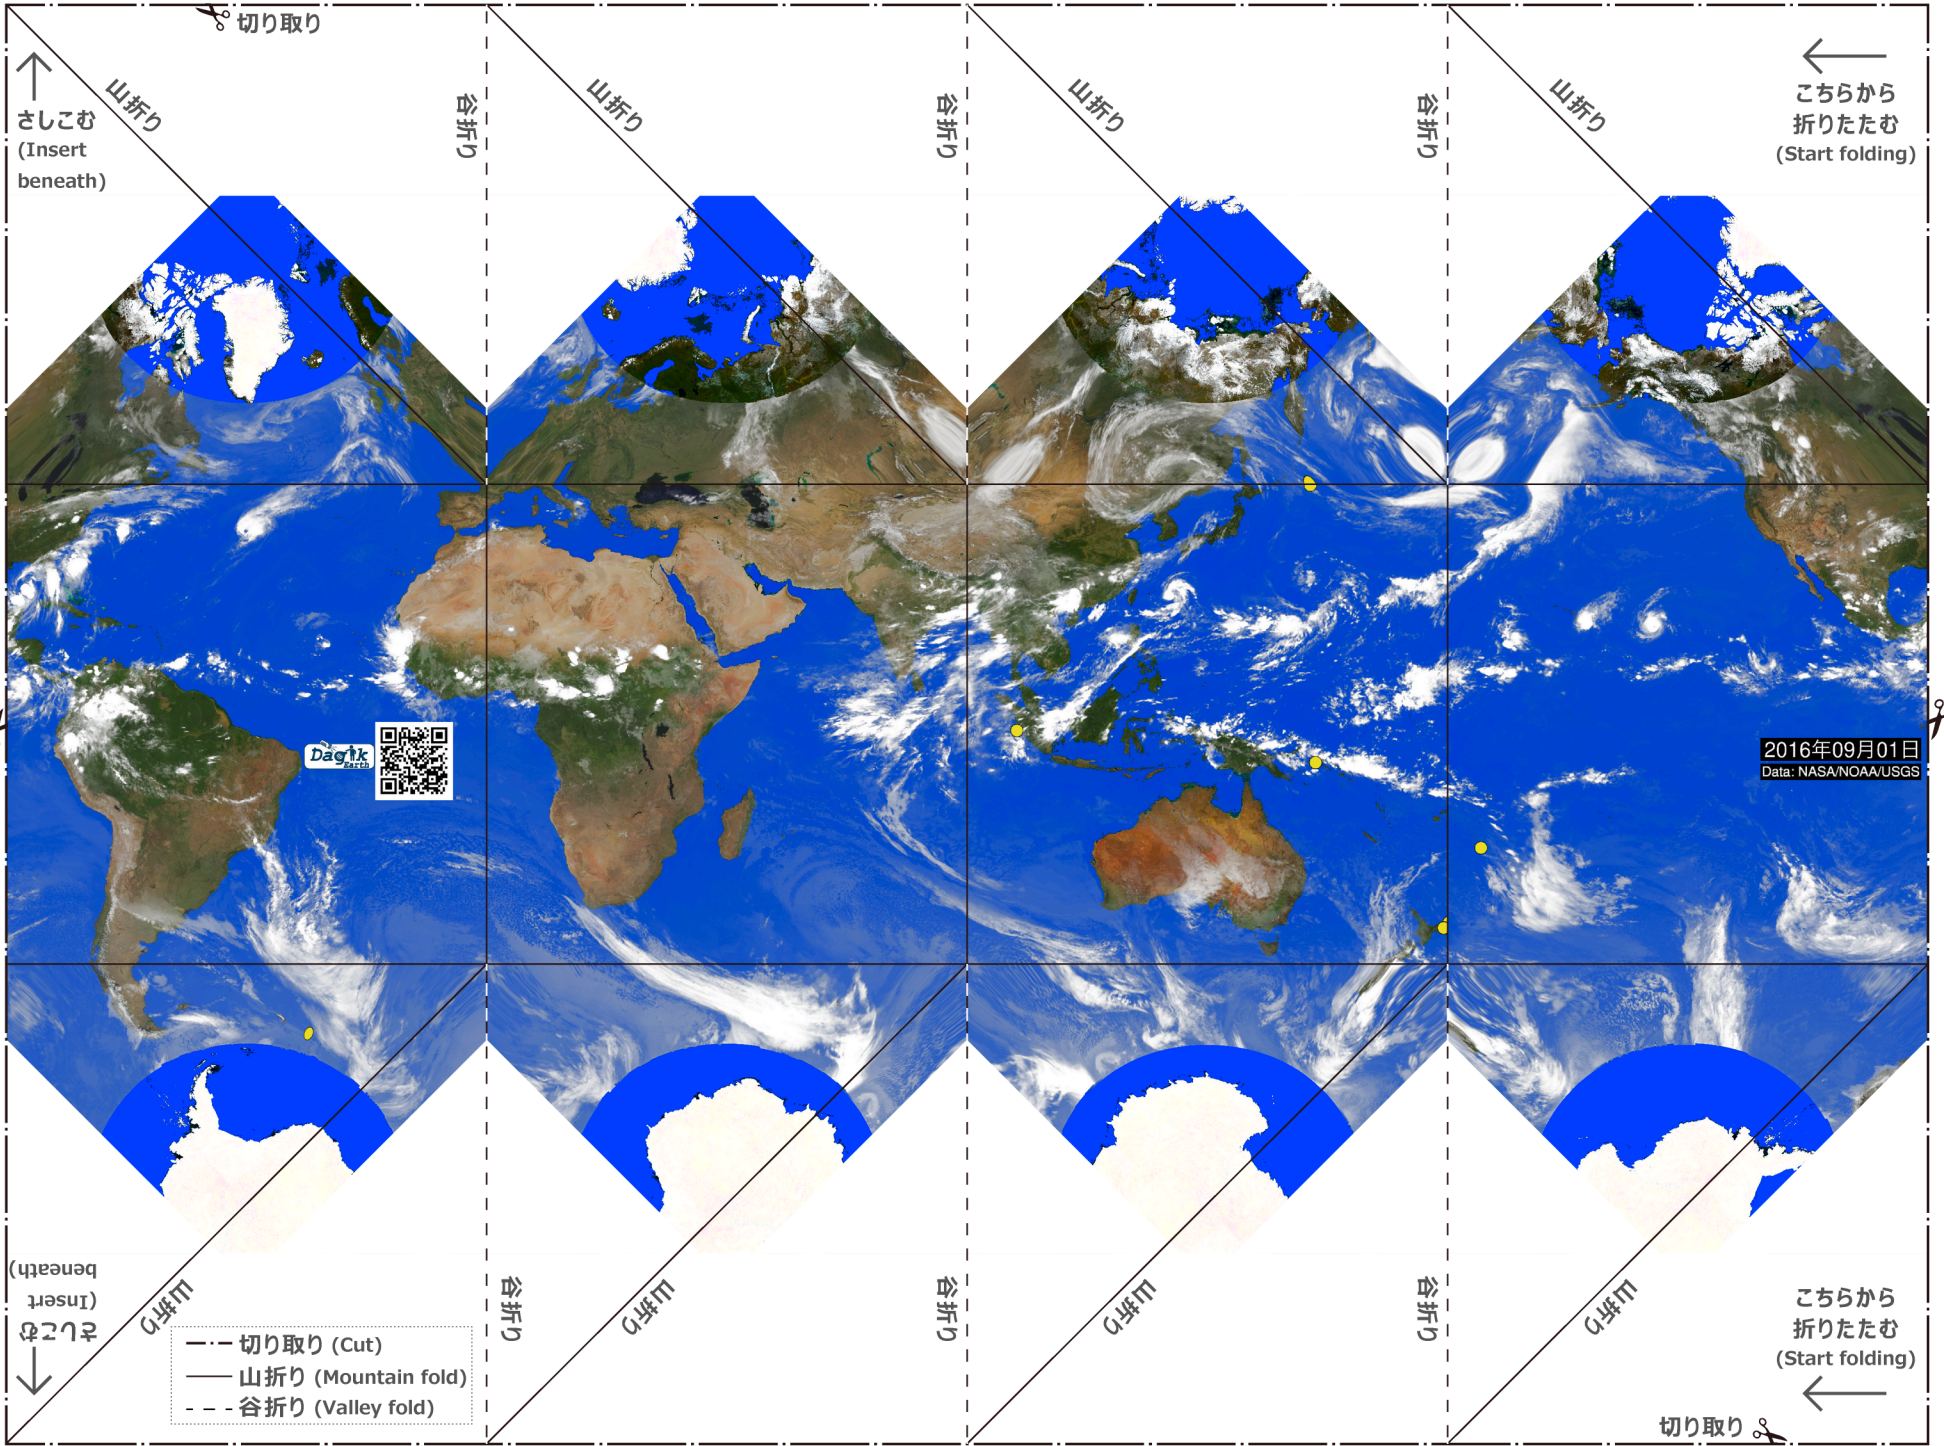 切り取り
山折り
谷折り
山折り
谷折り
山折り
谷折り
山折り
こちらから
折りたたむ
(Start folding)
さしこむ
(Insert
beneath)
Dagik
Earth
2016年09月01日
Data: NASA/NOAA/USGS
さしこむ
(Insert
beneath)
山折り
谷折り
山折り
谷折り
山折り
谷折り
山折り
こちらから
折りたたむ
(Start folding)
切り取り (Cut)
山折り (Mountain fold)
谷折り (Valley fold)
切り取り